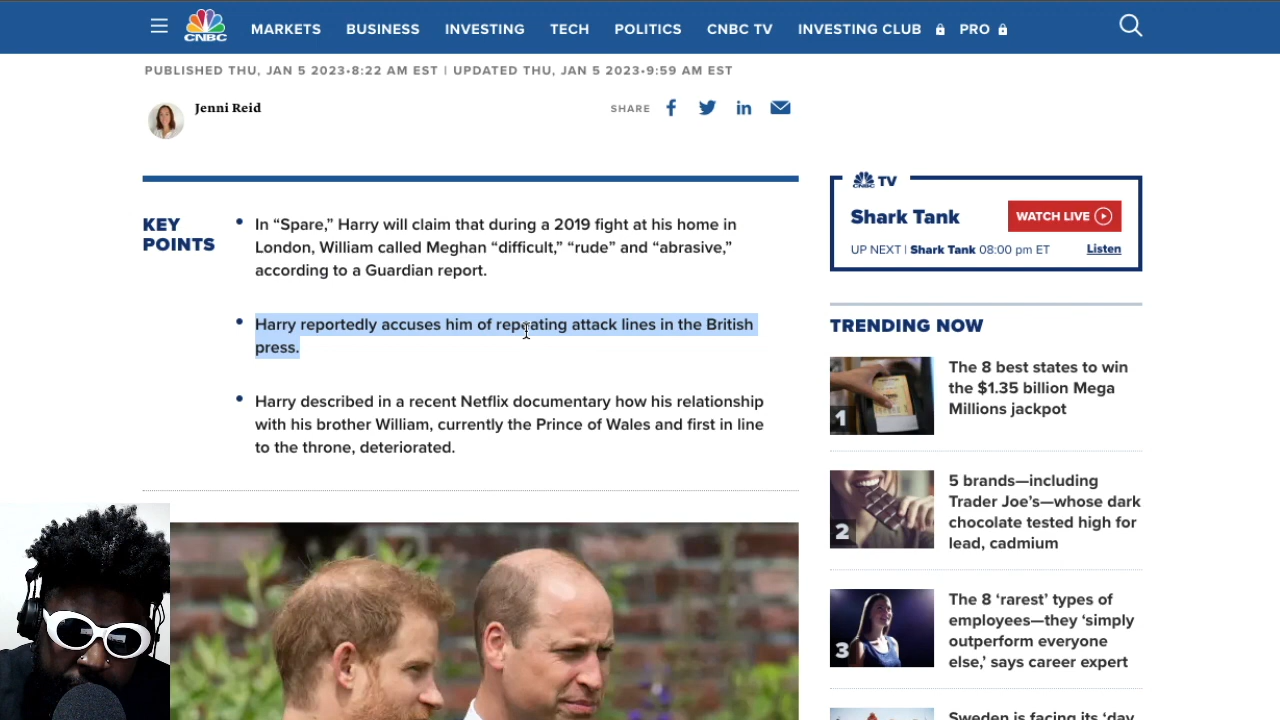 CNBC
MARKETS BUSINESS INVESTING TECH POLITICS CNBC TV INVESTING CLUB PRO
PUBLISHED THU, JAN 5 2023•8:22 AM EST | UPDATED THU, JAN 5 2023•9:59 AM EST
Jenni Reid
SHARE
KEY
POINTS
In “Spare,” Harry will claim that during a 2019 fight at his home in
London, William called Meghan “difficult,” “rude” and “abrasive,”
according to a Guardian report.
Harry reportedly accuses him of repeating attack lines in the British
press.
Harry described in a recent Netflix documentary how his relationship
with his brother William, currently the Prince of Wales and first in line
to the throne, deteriorated.
CNBC TV
Shark Tank
WATCH LIVE
UP NEXT | Shark Tank 08:00 pm ET
Listen
TRENDING NOW
1
The 8 best states to win
the $1.35 billion Mega
Millions jackpot
2
5 brands—including
Trader Joe’s—whose dark
chocolate tested high for
lead, cadmium
3
The 8 ‘rarest’ types of
employees—they ‘simply
outperform everyone
else,’ says career expert
Sweden is facing its ‘day